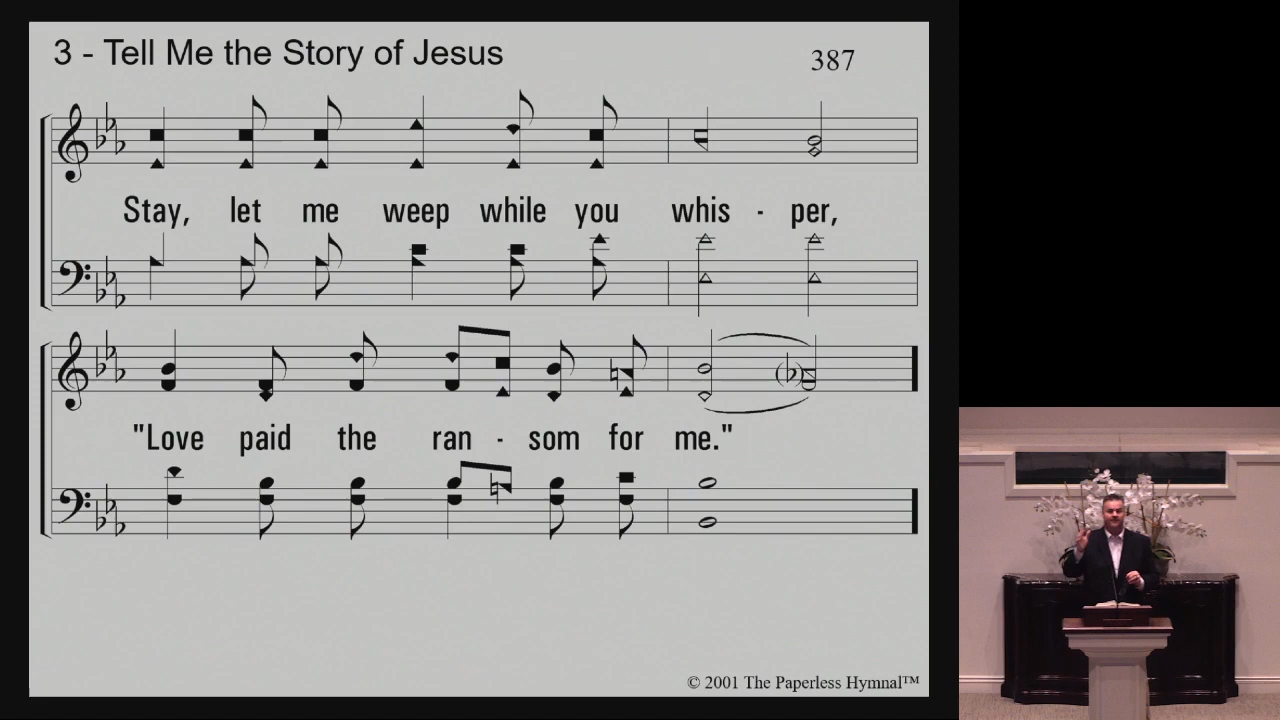 3 - Tell Me the Story of Jesus
387
Stay, let me weep while you whis - per,
"Love paid the ran - som for me."
© 2001 The Paperless Hymnal™